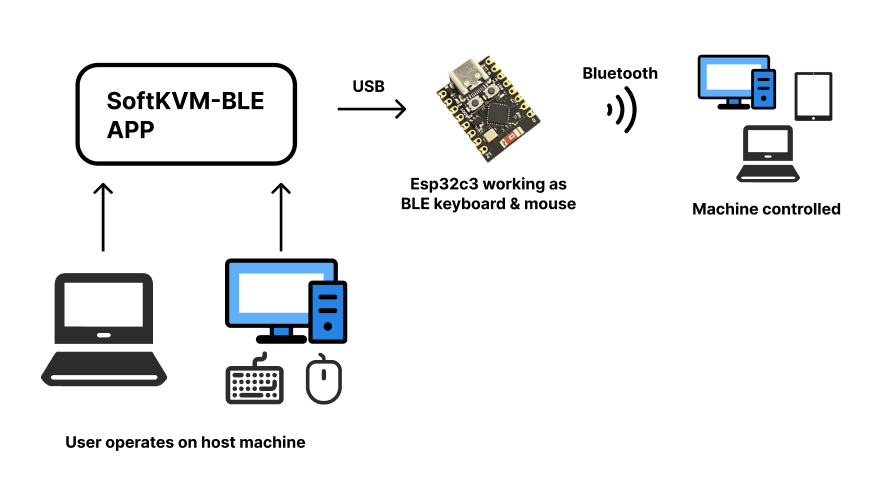 SoftKVM-BLE
APP
USB
Bluetooth
Esp32c3 working as
BLE keyboard & mouse
Machine controlled
User operates on host machine